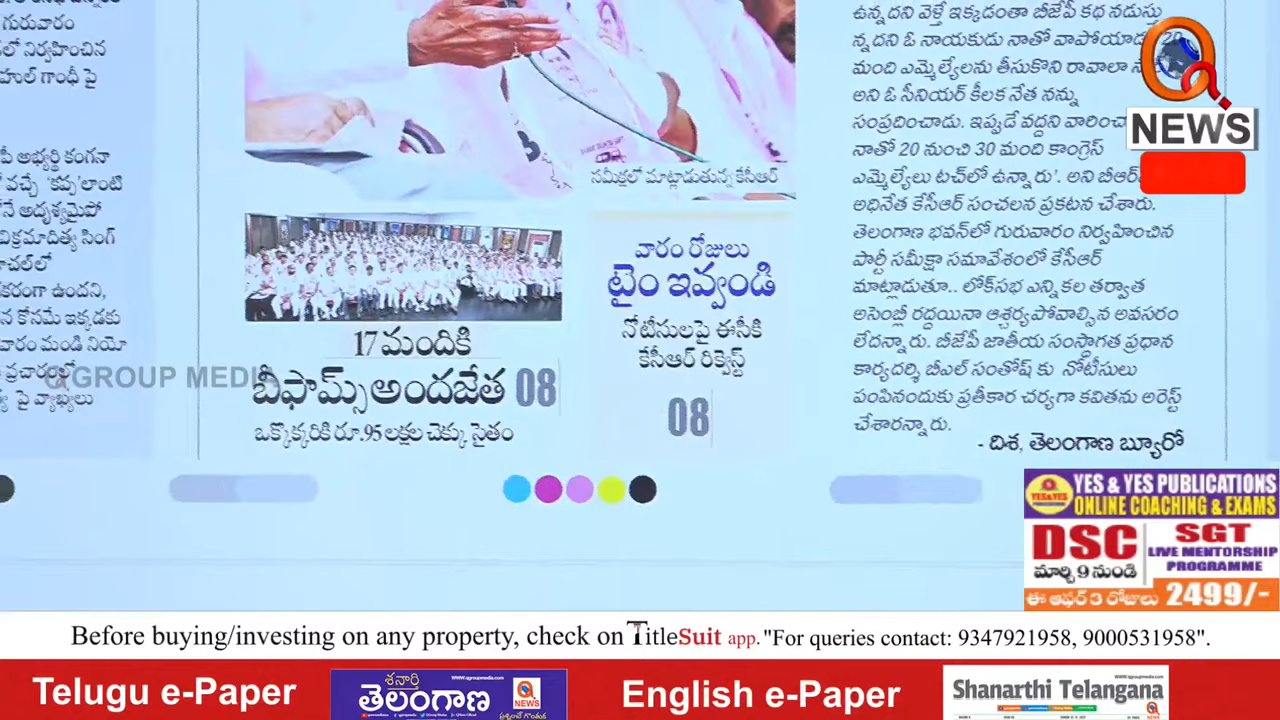 గురువారం
లో నిర్వహించిన
హుల్ గాంధీ పై
పీ అభ్యర్థి కంగనా
లో వచ్చే 'కప్ప'లాంటి
నే అదృశ్యమైపో
విక్రమాదిత్య సింగ్
చల్‌లో
కరంగా ఉందని,
న కోనమే ఇక్కడకు
వారం మండి నియో
ప్రచారంలో
పై వ్యాఖ్యలు
GROUP MEDI
సమీక్షలో మాట్లాడుతున్న కేసీఆర్
17 మందికి
బీఫామ్స్ అందజేత 08
ఒక్కొక్కరికి రూ.95 లక్షల చెక్కు సైతం
వారం రోజులు
టైం ఇవ్వండి
నోటీసులపై ఈసీకి
కేసీఆర్ రిక్వెస్ట్
08
ఉన్నదని వెళ్తే ఇక్కడంతా బీజేపీ కథ నడుస్తు
న్నదని ఓ నాయకుడు నాతో వాపోయాడు. 20
మంది ఎమ్మెల్యేలను తీసుకొని రావాలా
అని ఓ సీనియర్ కీలక నేత నన్ను
సంప్రదించాడు. ఇప్పుడే వద్దని వారించా
నాతో 20 నుంచి 30 మంది కాంగ్రెస్
ఎమ్మెల్యేలు టచ్‌లో ఉన్నారు'. అని బీఆర్
అధినేత కేసీఆర్ సంచలన ప్రకటన చేశారు.
తెలంగాణ భవన్‌లో గురువారం నిర్వహించిన
పార్టీ సమీక్షా సమావేశంలో కేసీఆర్
మాట్లాడుతూ.. లోక్‌సభ ఎన్నికల తర్వాత
అసెంబ్లీ రద్దయినా ఆశ్చర్యపోవాల్సిన అవసరం
లేదన్నారు. బీజేపీ జాతీయ సంస్థాగత ప్రధాన
కార్యదర్శి బీఎల్ సంతోష్ కు నోటీసులు
పంపినందుకు ప్రతీకార చర్యగా కవితను అరెస్ట్
చేశారన్నారు.
- దిశ, తెలంగాణ బ్యూరో
Q
NEWS
YES & YES PUBLICATIONS
ONLINE COACHING & EXAMS
DSC
మార్చి 9 నుండి
SGT
LIVE MENTORSHIP
PROGRAMME
ఈ ఆఫర్ 3 రోజులు 2499/-
Before buying/investing on any property, check on TitleSuit app. "For queries contact: 9347921958, 9000531958".
Telugu e-Paper
శనార్తి
తెలంగాణ
NEWS
English e-Paper
Shanarthi Telangana